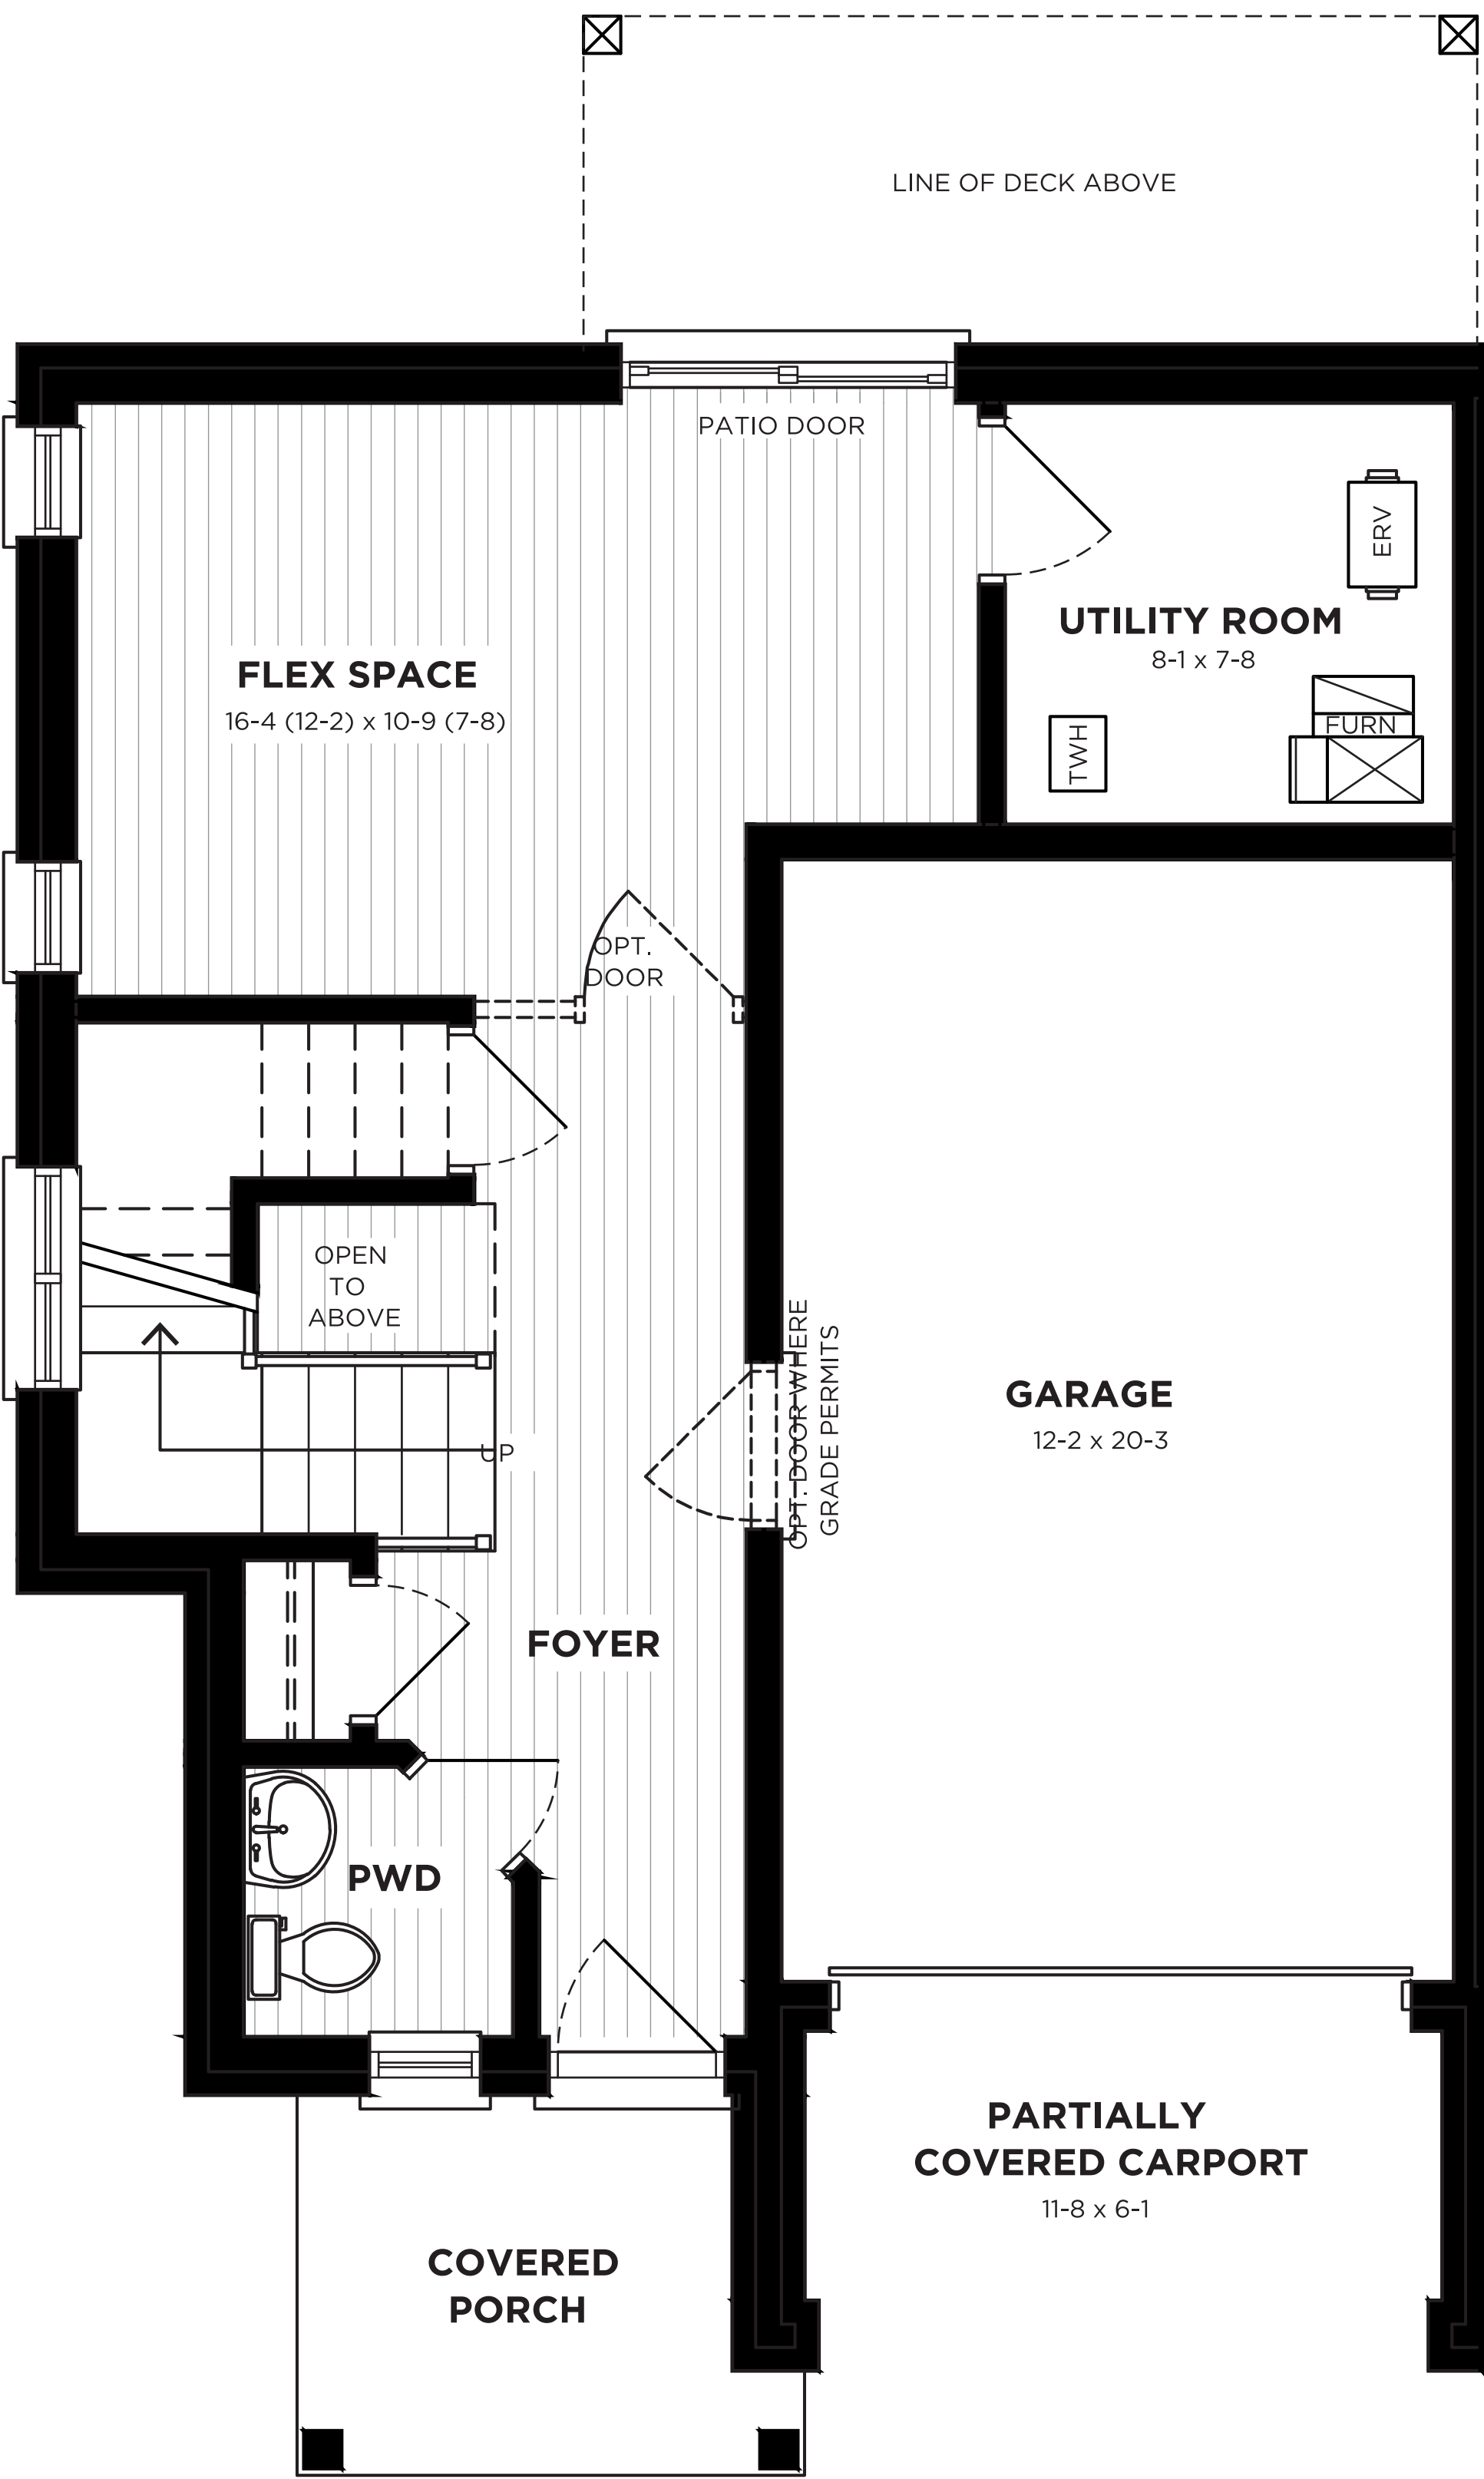 LINE OF DECK ABOVE
PATIO DOOR
ERV
UTILITY ROOM
8-1 x 7-8
FLEX SPACE
16-4 (12-2) x 10-9 (7-8)
FURN
TWH
OPT.
DOOR
OPEN
TO
ABOVE
OPT. DOOR WHERE
GRADE PERMITS
GARAGE
12-2 x 20-3
UP
FOYER
PWD
PARTIALLY
COVERED CARPORT
11-8 x 6-1
COVERED
PORCH